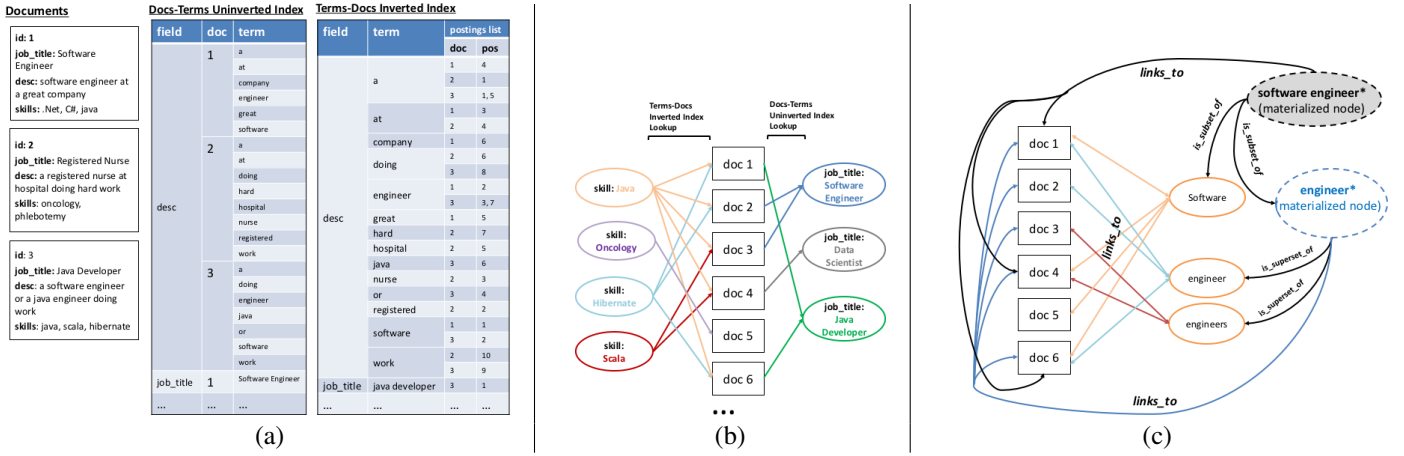 Documents
id: 1
job_title: Software
Engineer
desc: software engineer at
a great company
skills: .Net, C#, java
id: 2
job_title: Registered Nurse
desc: a registered nurse at
hospital doing hard work
skills: oncology,
phlebotemy
id: 3
job_title: Java Developer
desc: a software engineer
or a java engineer doing
work
skills: java, scala, hibernate
Docs-Terms Uninverted Index
field doc term
desc
1
a
at
company
engineer
great
software
2
a
at
doing
hard
hospital
nurse
registered
work
3
a
doing
engineer
java
or
software
work
job_title 1 Software Engineer
... ... ...
Terms-Docs Inverted Index
field term postings list
doc pos
desc
a
1 4
2 1
3 1, 5
at
1 3
2 4
company 1 6
doing
2 6
3 8
engineer
1 2
3 3, 7
great 1 5
hard 2 7
hospital 2 5
java 3 6
nurse 2 3
or 3 4
registered 2 2
software
1 1
3 2
work
2 10
3 9
job_title java developer 3 1
... ... ... ...
(a)
Terms-Docs
Inverted Index
Lookup
Docs-Terms
Uninverted Index
Lookup
skill: Java
skill:
Oncology
skill:
Hibernate
skill:
Scala
doc 1
doc 2
doc 3
doc 4
doc 5
doc 6
...
job_title:
Software
Engineer
job_title:
Data
Scientist
job_title:
Java
Developer
(b)
links_to
software engineer*
(materialized node)
is_subset_of
is_subset_of
doc 1
doc 2
doc 3
doc 4
doc 5
doc 6
links_to
Software
engineer
engineers
engineer*
(materialized node)
is_superset_of
is_superset_of
links_to
(c)